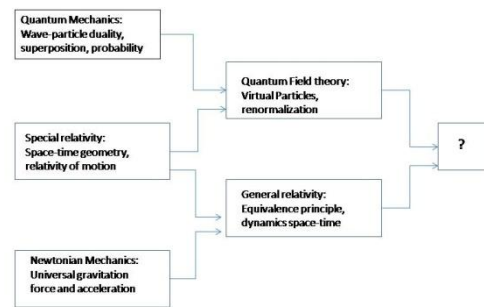 Quantum Mechanics:
Wave-particle duality,
superposition, probability
Quantum Field theory:
Virtual Particles,
renormalization
Special relativity:
Space-time geometry,
relativity of motion
?
General relativity:
Equivalence principle,
dynamics space-time
Newtonian Mechanics:
Universal gravitation
force and acceleration